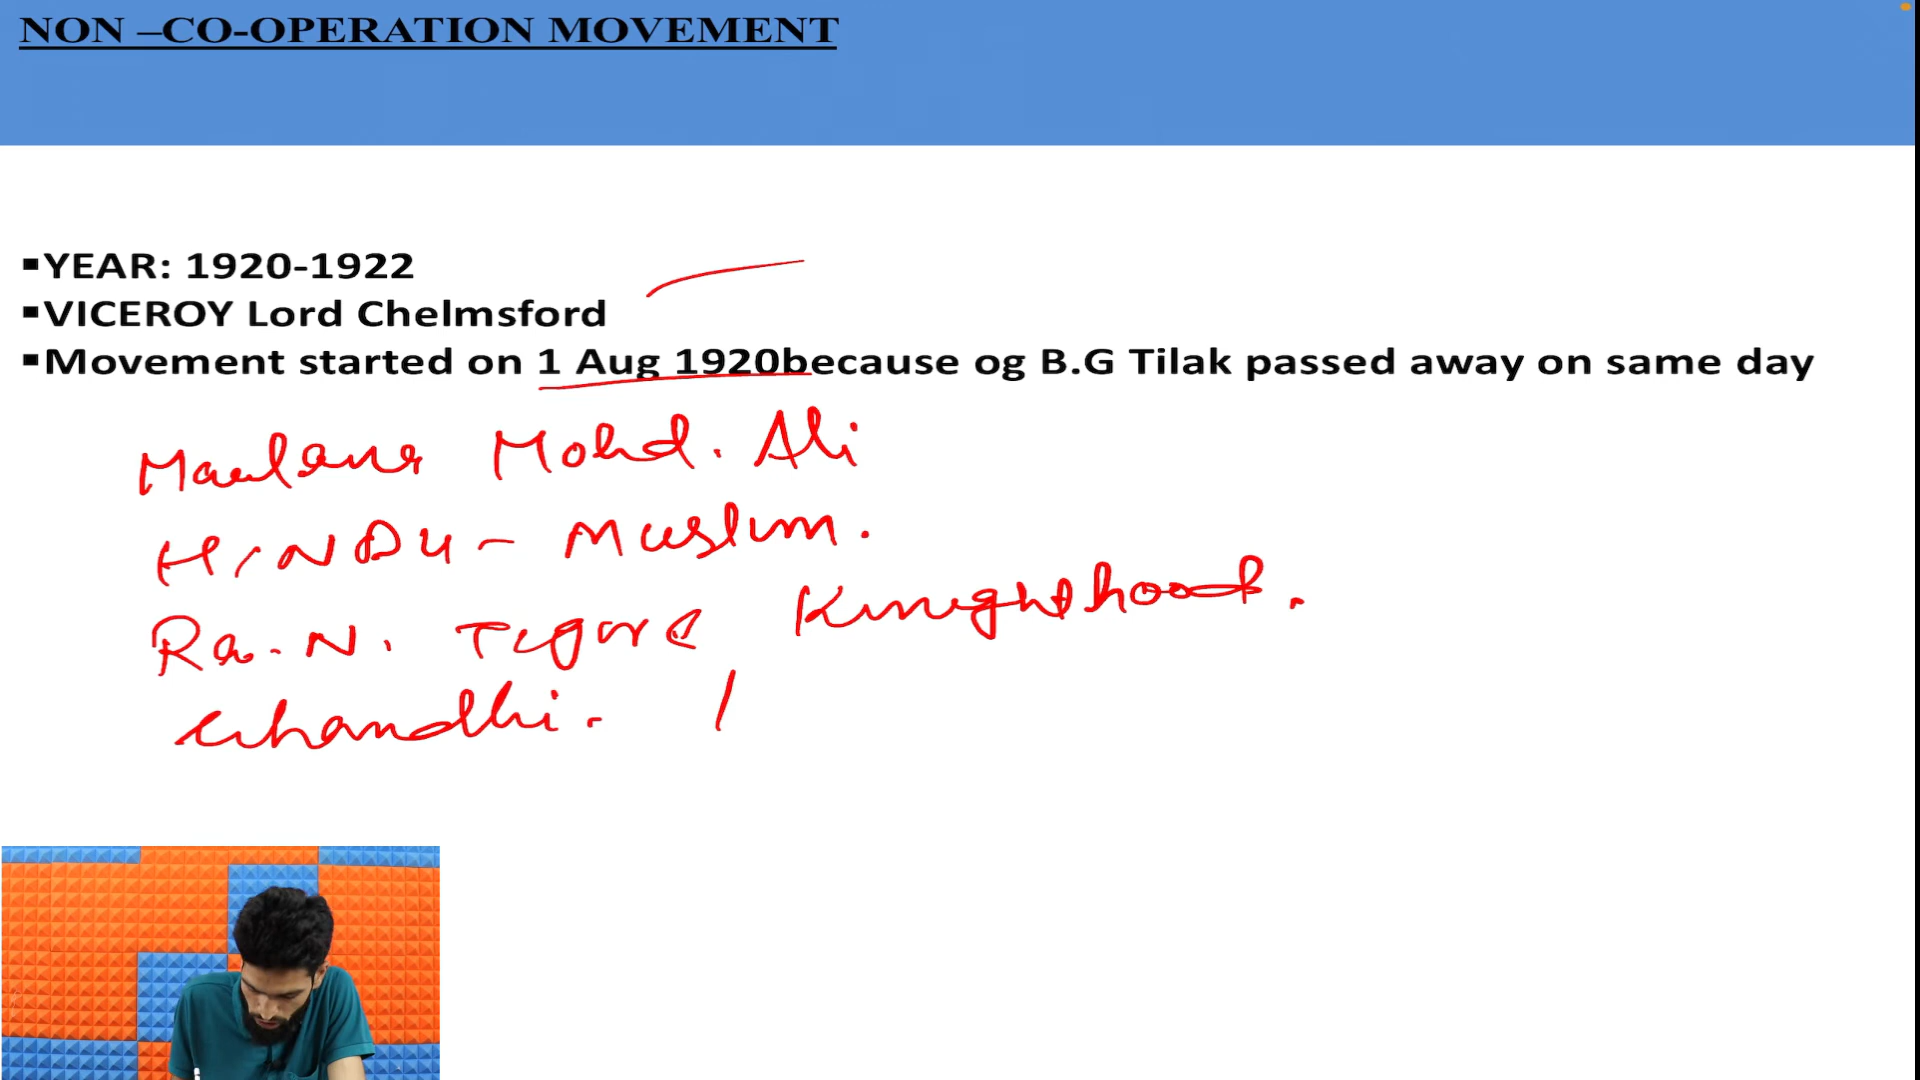 NON –CO-OPERATION MOVEMENT
▪YEAR: 1920-1922
▪VICEROY Lord Chelmsford
▪Movement started on 1 Aug 1920because og B.G Tilak passed away on same day
Maulana Mohd. Ali
HINDU - Muslim.
Ra. N. Tegore Knighthood.
Ghandhi.